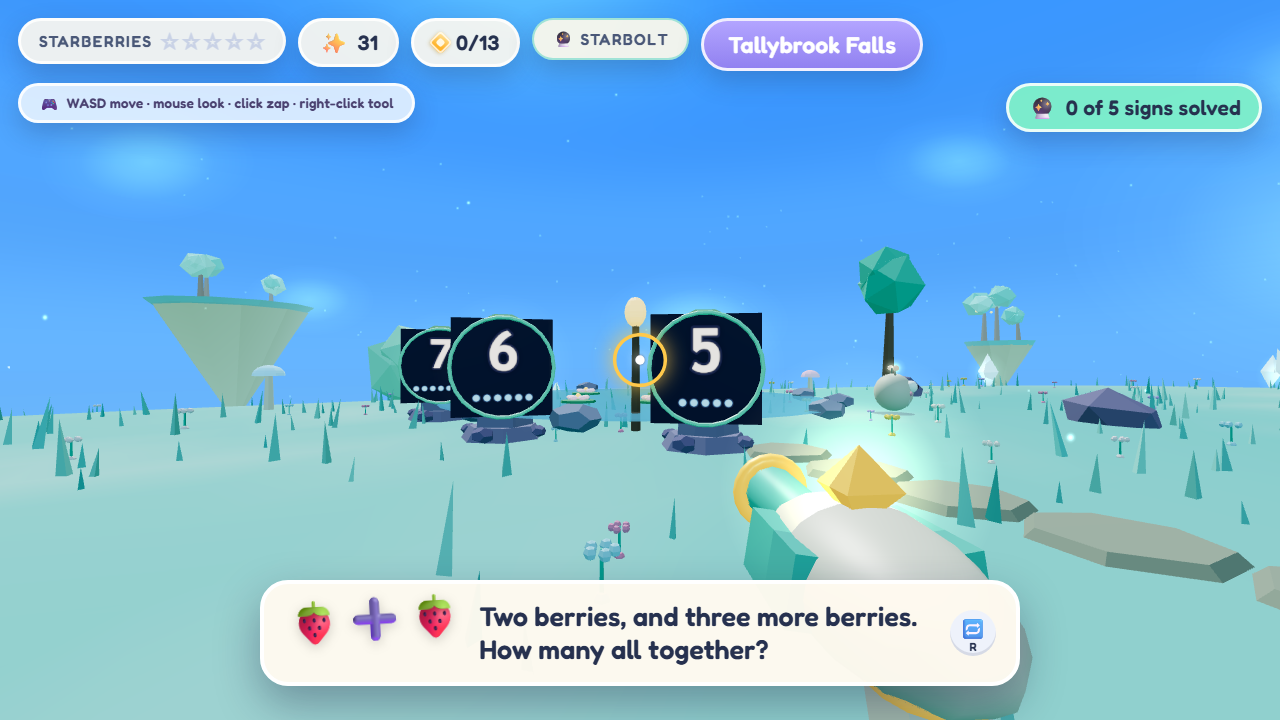 STARBERRIES
31
0/13
STARBOLT
Tallybrook Falls
WASD move · mouse look · click zap · right-click tool
0 of 5 signs solved
7
6
5
Two berries, and three more berries.
How many all together?
R